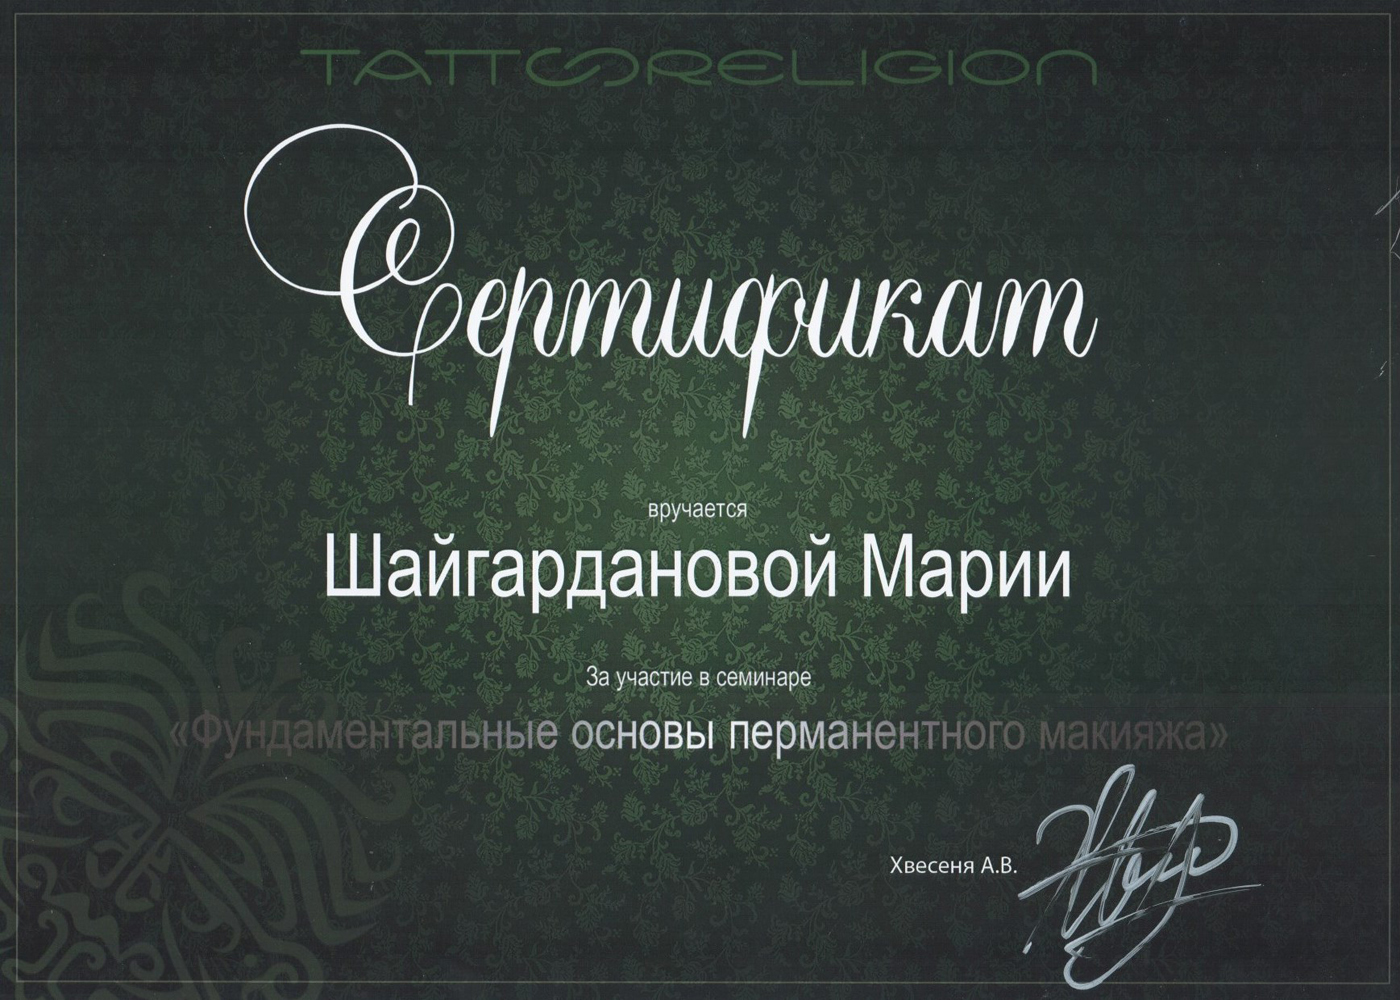 TATTOORELIGION
Сертификат
вручается
Шайгардановой Марии
За участие в семинаре
«Фундаментальные основы перманентного макияжа»
Хвесеня А.В.